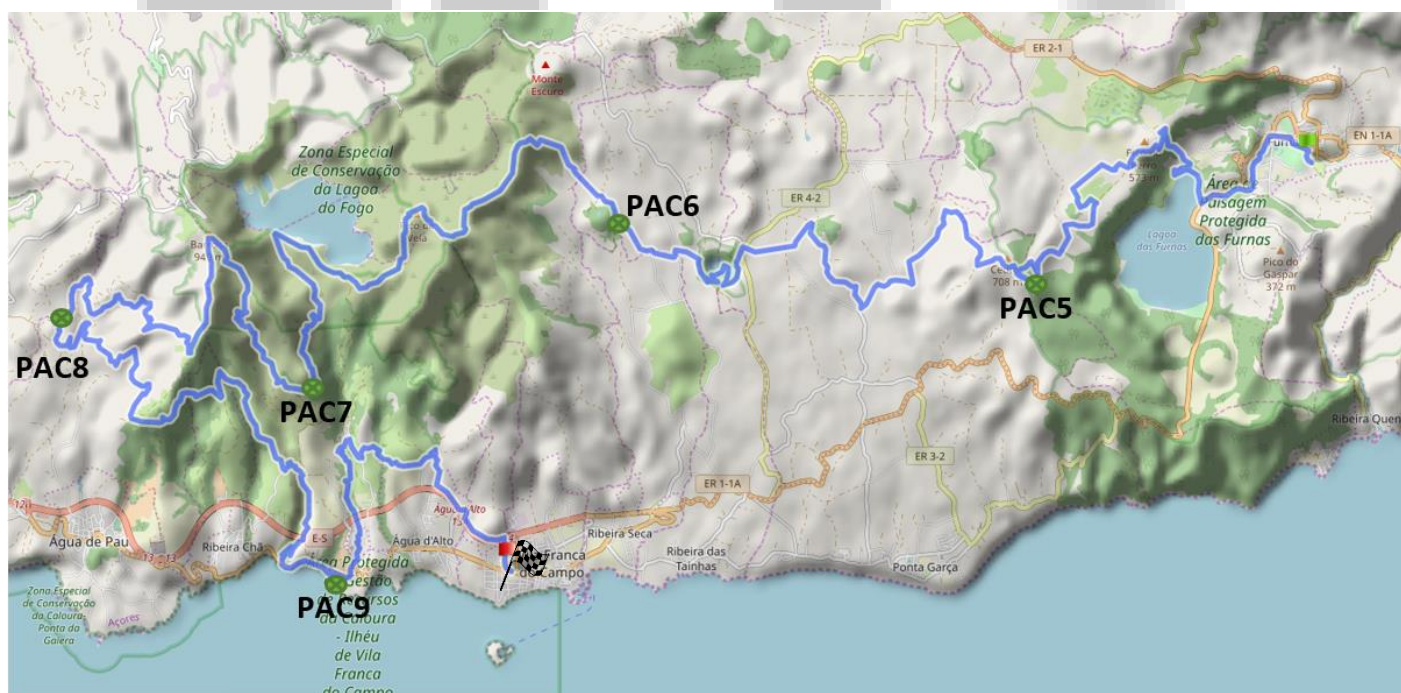 ER 2-1
Monte
Escuro
EN 1-1A
Zona Especial
de Conservação
da Lagoa
do Fogo
573 m
Área de
Paisagem
Protegida
das Furnas
PAC6
ER 4-2
Lagoa
das Furnas
Pico do
Gaspar
372 m
708 m
PAC5
PAC8
PAC7
Ribeira Quen
ER 3-2
ER 1-1A
Água de Pau
Ribeira Chã
E-S
Água d'Alto
Ribeira Seca
Franca
do Campo
Ribeira das
Tainhas
Ponta Garça
PAC9
Zona Especial
de Conservação
da Caloura-
Ponta da
Galera
Açores
da Caloura
- Ilhéu
de Vila
Franca
do Campo